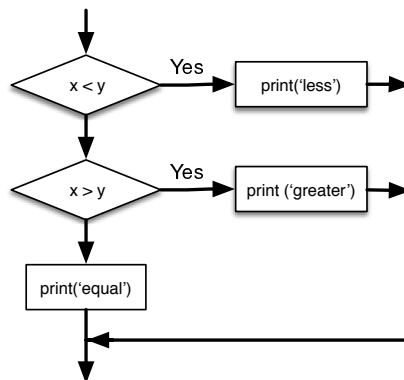 Yes
x < y
print(‘less’)
Yes
x > y
print (‘greater’)
print(‘equal’)